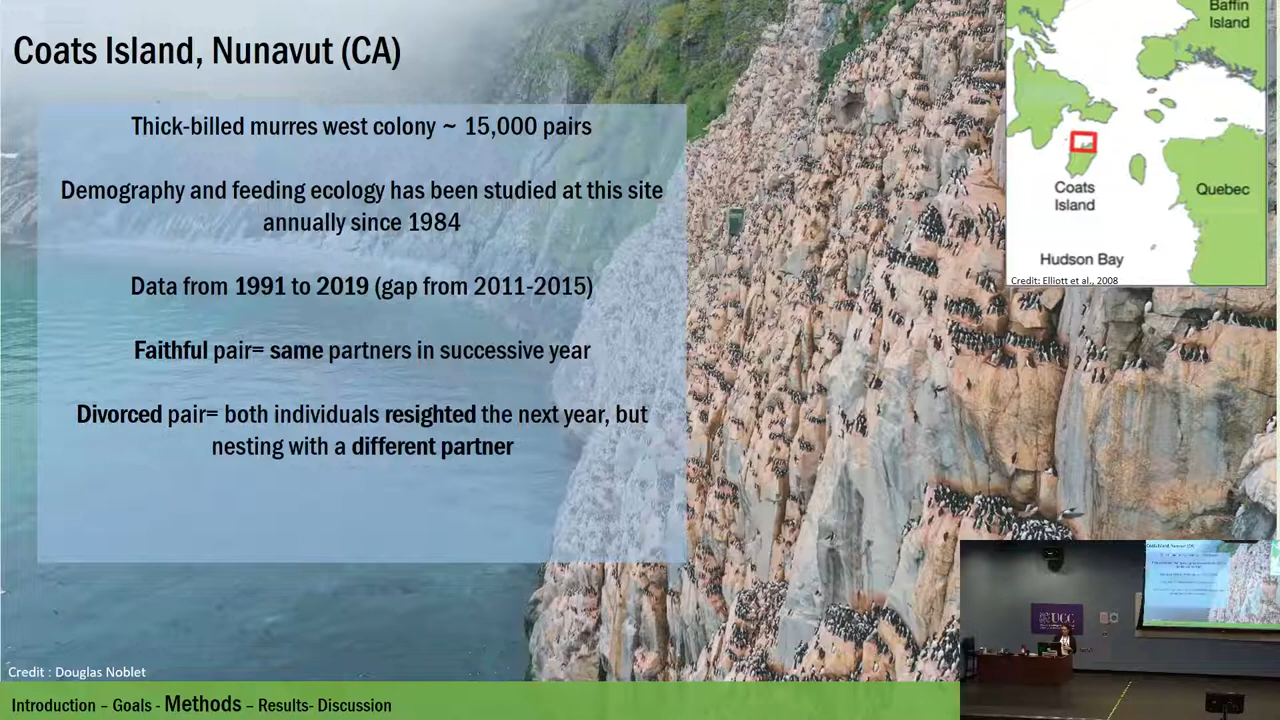 Coats Island, Nunavut (CA)
Thick-billed murres west colony ~ 15,000 pairs
Demography and feeding ecology has been studied at this site
annually since 1984
Data from 1991 to 2019 (gap from 2011-2015)
Faithful pair= same partners in successive year
Divorced pair= both individuals resighted the next year, but
nesting with a different partner
Baffin
Island
Coats
Island
Quebec
Hudson Bay
Credit: Elliott et al., 2008
UCC
Credit : Douglas Noblet
Introduction – Goals - Methods – Results- Discussion